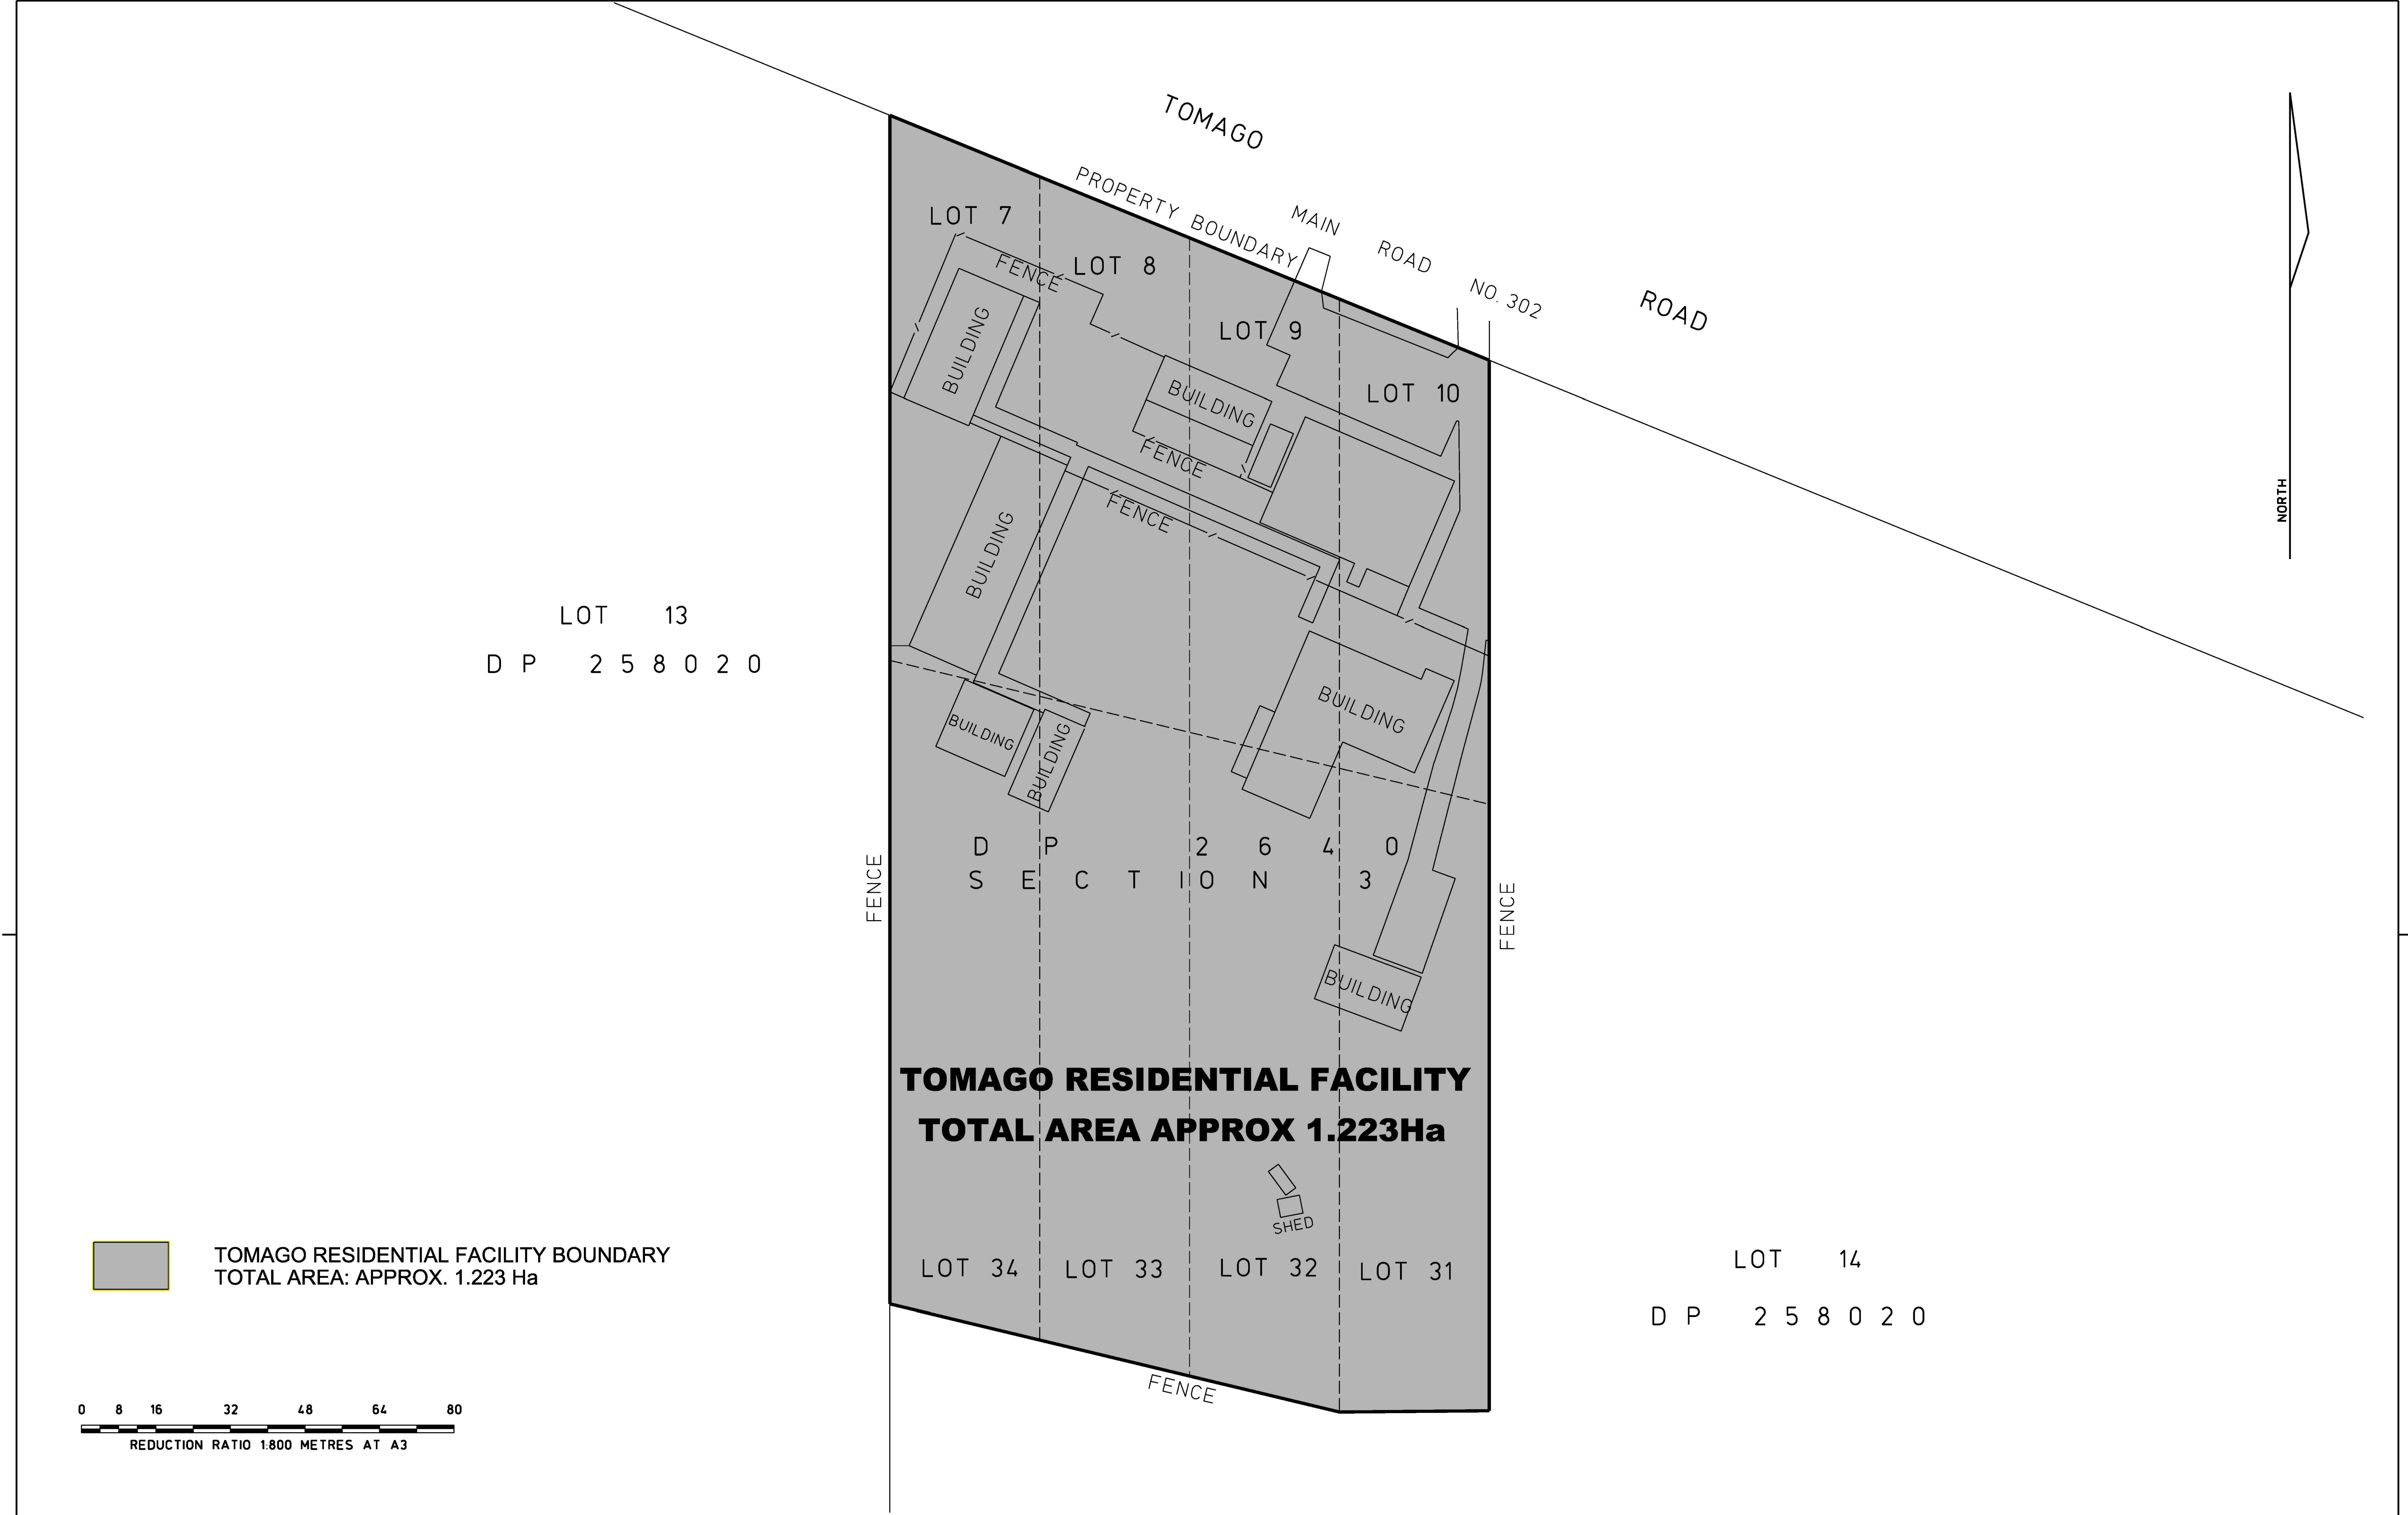 TOMAGO
PROPERTY BOUNDARY
MAIN ROAD NO. 302
ROAD
LOT 7
LOT 8
FENCE
LOT 9
LOT 10
BUILDING
BUILDING
FENCE
FENCE
BUILDING
NORTH
LOT 13
DP 258020
BUILDING
BUILDING
BUILDING
DP 2640
SECTION 3
FENCE
FENCE
BUILDING
TOMAGO RESIDENTIAL FACILITY
TOTAL AREA APPROX 1.223Ha
SHED
LOT 34 LOT 33 LOT 32 LOT 31
FENCE
TOMAGO RESIDENTIAL FACILITY BOUNDARY
TOTAL AREA: APPROX. 1.223 Ha
LOT 14
DP 258020
0 8 16 32 48 64 80
REDUCTION RATIO 1:800 METRES AT A3